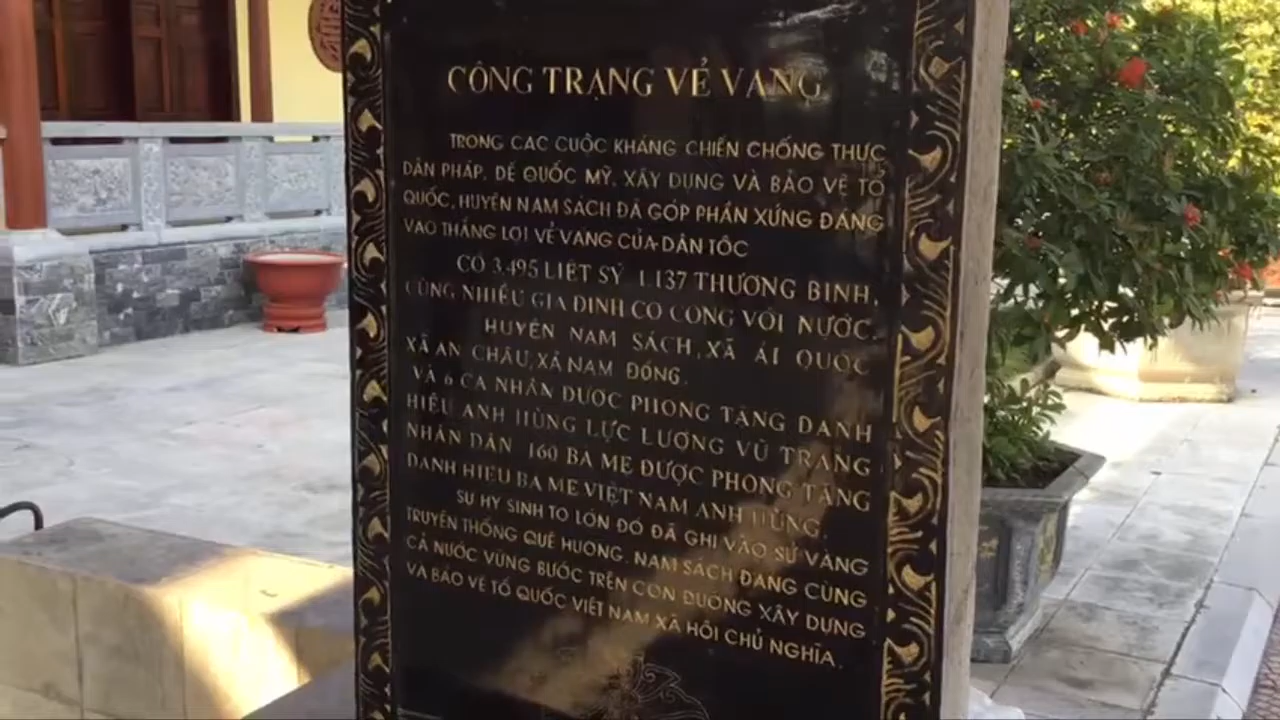 CÔNG TRẠNG VẺ VANG
TRONG CÁC CUỘC KHÁNG CHIẾN CHỐNG THỰC
DÂN PHÁP, ĐẾ QUỐC MỸ, XÂY DỰNG VÀ BẢO VỆ TỔ
QUỐC, HUYỆN NAM SÁCH ĐÃ GÓP PHẦN XỨNG ĐÁNG
VÀO THẮNG LỢI VẺ VANG CỦA DÂN TỘC
CÓ 3.495 LIỆT SỸ 1.137 THƯƠNG BINH,
CÙNG NHIỀU GIA ĐÌNH CÓ CÔNG VỚI NƯỚC.
HUYỆN NAM SÁCH, XÃ ÁI QUỐC
XÃ AN CHÂU, XÃ NAM ĐỒNG.
VÀ 6 CÁ NHÂN ĐƯỢC PHONG TẶNG DANH
HIỆU ANH HÙNG LỰC LƯỢNG VŨ TRANG
NHÂN DÂN 160 BÀ MẸ ĐƯỢC PHONG TẶNG
DANH HIỆU BÀ MẸ VIỆT NAM ANH HÙNG.
SỰ HY SINH TO LỚN ĐÓ ĐÃ GHI VÀO SỬ VÀNG
TRUYỀN THỐNG QUÊ HƯƠNG. NAM SÁCH ĐANG CÙNG
CẢ NƯỚC VỮNG BƯỚC TRÊN CON ĐƯỜNG XÂY DỰNG
VÀ BẢO VỆ TỔ QUỐC VIỆT NAM XÃ HỘI CHỦ NGHĨA.